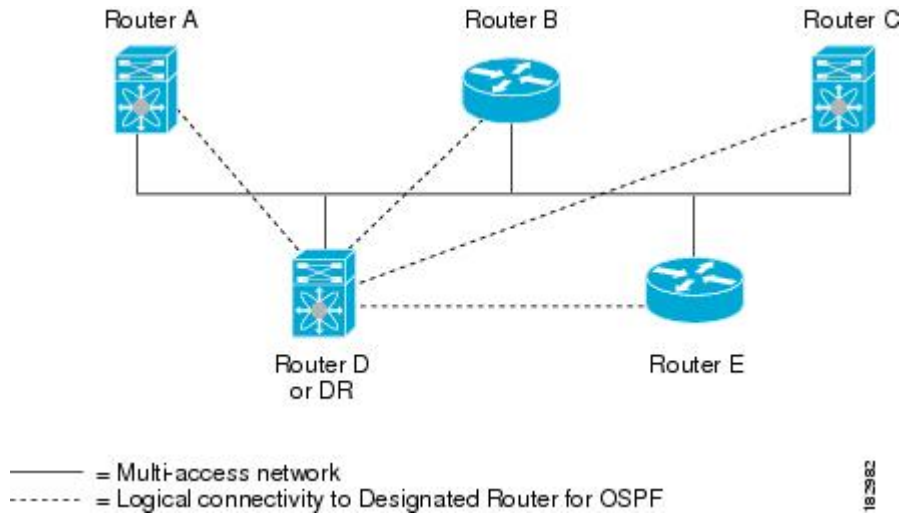 Router A
Router B
Router C
Router D
or DR
Router E
= Multi-access network
= Logical connectivity to Designated Router for OSPF
182982